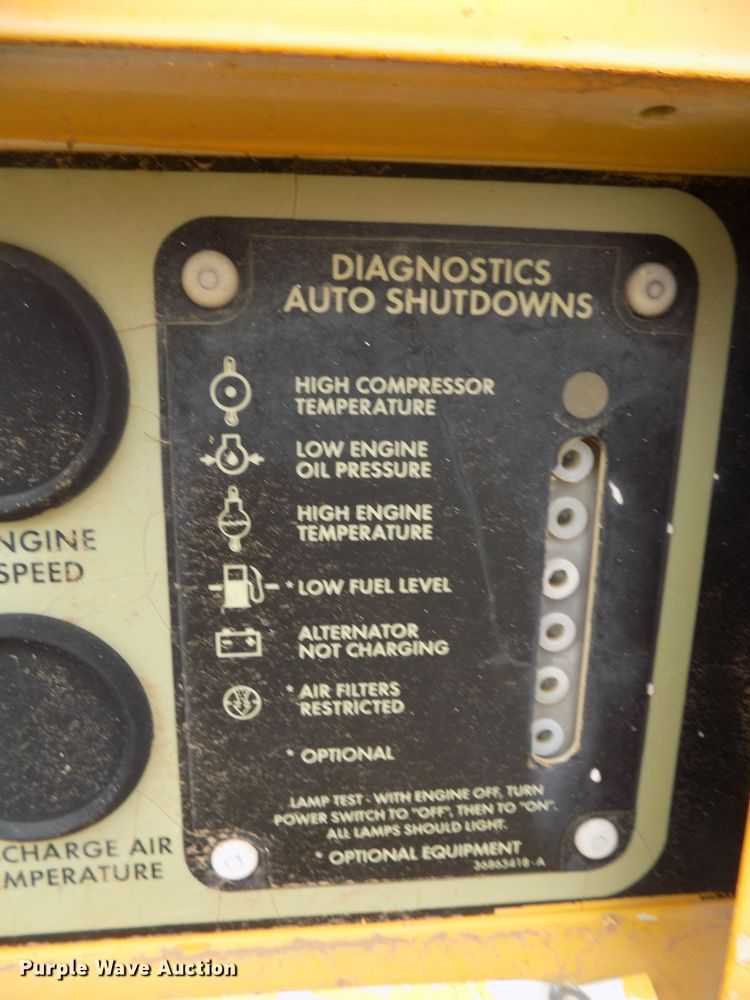 DIAGNOSTICS
AUTO SHUTDOWNS
HIGH COMPRESSOR
TEMPERATURE
LOW ENGINE
OIL PRESSURE
HIGH ENGINE
TEMPERATURE
* LOW FUEL LEVEL
ALTERNATOR
NOT CHARGING
* AIR FILTERS
RESTRICTED
* OPTIONAL
LAMP TEST - WITH ENGINE OFF, TURN
POWER SWITCH TO "OFF", THEN TO "ON".
ALL LAMPS SHOULD LIGHT.
* OPTIONAL EQUIPMENT
36865418-A
NGINE
SPEED
CHARGE AIR
MPERATURE
Purple Wave Auction